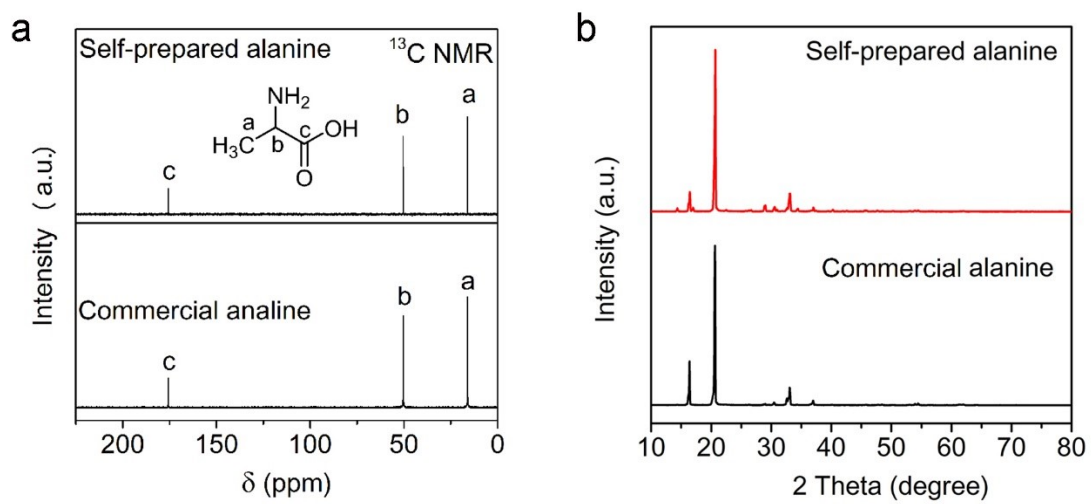 a
Self-prepared alanine
¹³C NMR
NH₂
a
b
c
OH
H₃C
O
c
b
a
Commercial analine
c
b
a
Intensity (a.u.)
Intensity (a.u.)
200 150 100 50 0
δ (ppm)
b
Self-prepared alanine
Commercial alanine
Intensity (a.u.)
10 20 30 40 50 60 70 80
2 Theta (degree)